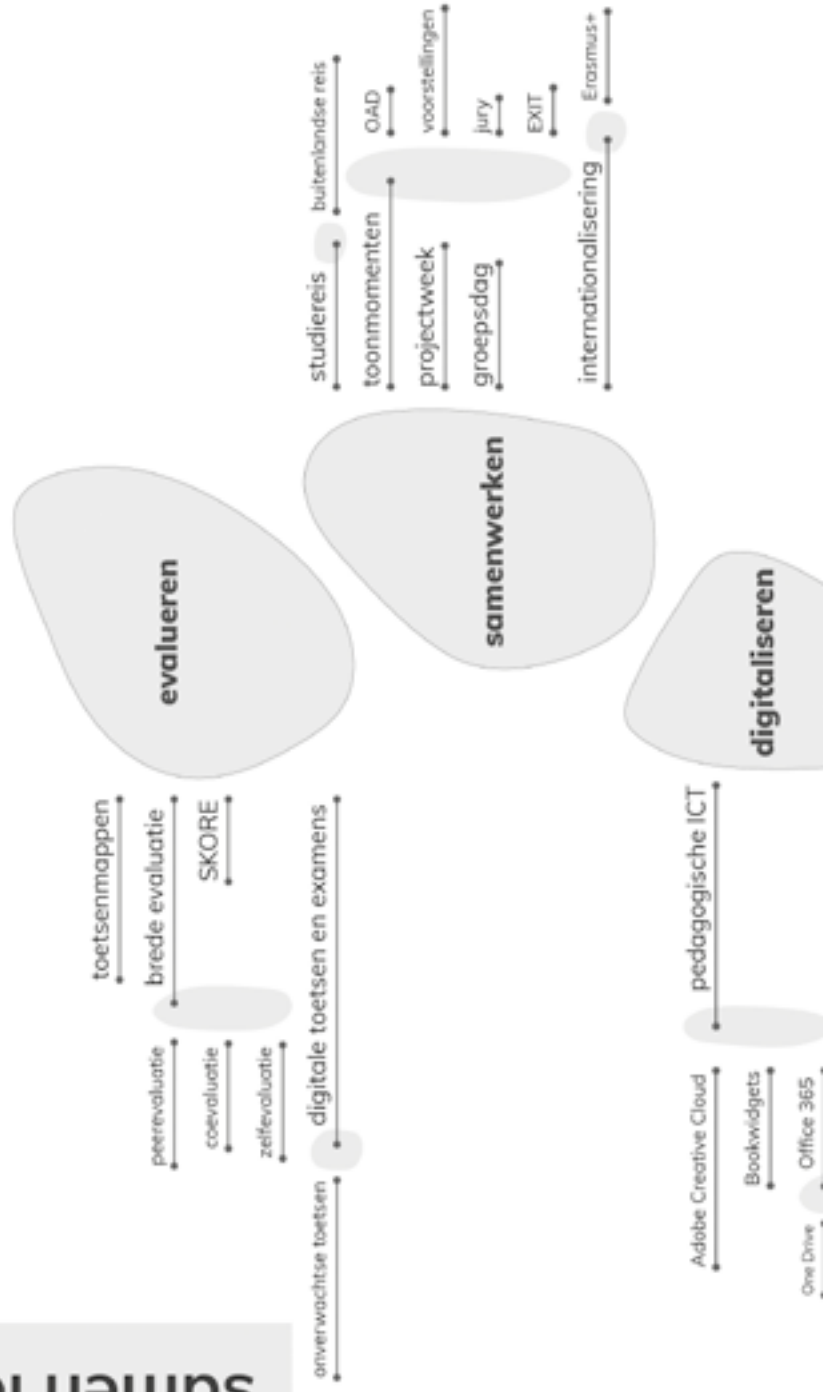 evalueren
toetsenmappen
brede evaluatie
peerevaluatie
coevaluatie
zelfevaluatie
SKORE
digitale toetsen en examens
onverwachtse toetsen
samenwerken
studiereis
buitenlandse reis
toonmomenten
OAD
voorstellingen
jury
EXIT
projectweek
groepsdag
internationalisering
Erasmus+
digitaliseren
pedagogische ICT
Adobe Creative Cloud
Bookwidgets
Office 365
One Drive
samen